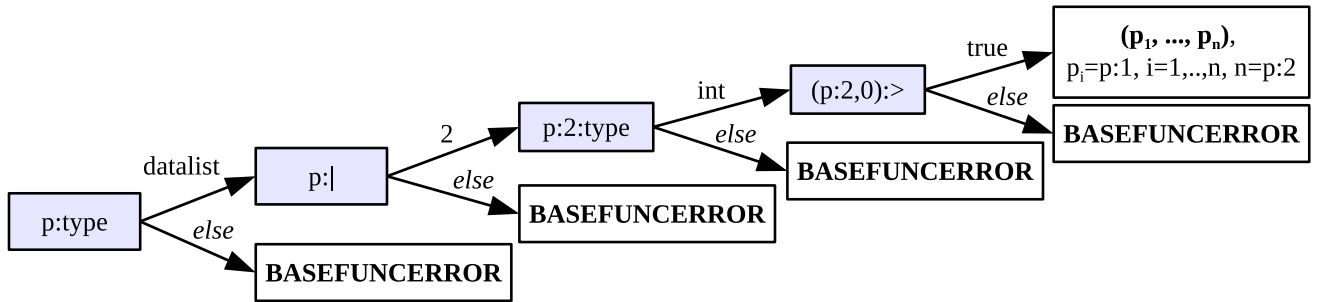 p:type
datalist
else
p:|
BASEFUNCERROR
2
else
p:2:type
BASEFUNCERROR
int
else
(p:2,0):>
BASEFUNCERROR
true
else
(p₁, ..., pₙ),
pᵢ=p:1, i=1,..,n, n=p:2
BASEFUNCERROR